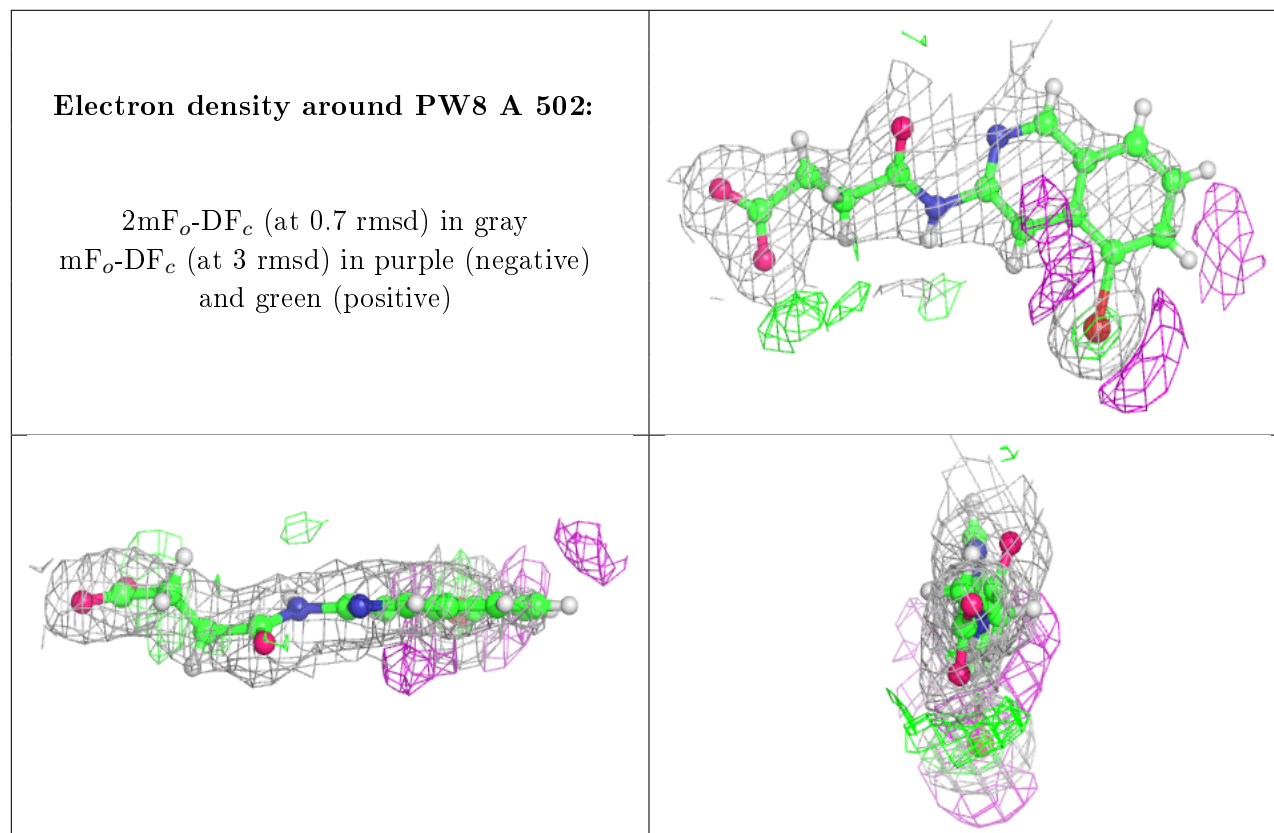 Electron density around PW8 A 502:
2mFₒ-DF𝒸 (at 0.7 rmsd) in gray
mFₒ-DF𝒸 (at 3 rmsd) in purple (negative)
and green (positive)